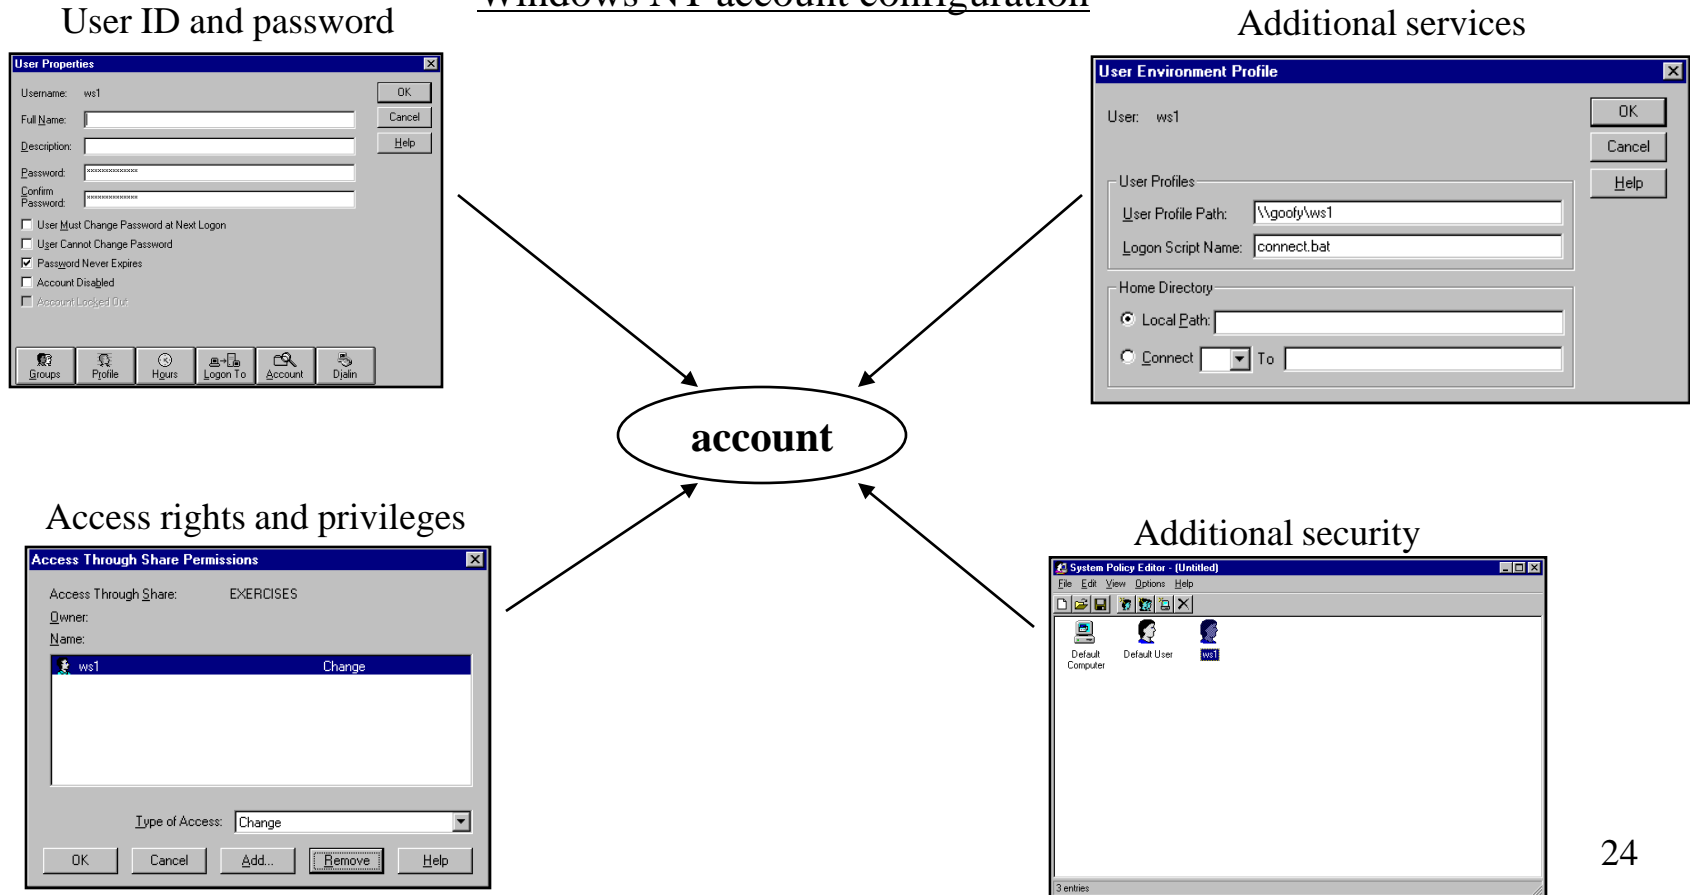 Windows NT account configuration
User ID and password
User Properties
Username: ws1
Full Name:
Description:
Password: **************
Confirm Password: **************
User Must Change Password at Next Logon
User Cannot Change Password
Password Never Expires
Account Disabled
Account Locked Out
OK
Cancel
Help
Groups
Profile
Hours
Logon To
Account
Dialin
Additional services
User Environment Profile
User: ws1
User Profiles
User Profile Path: \\goofy\ws1
Logon Script Name: connect.bat
Home Directory
Local Path:
Connect To
OK
Cancel
Help
account
Access rights and privileges
Access Through Share Permissions
Access Through Share: EXERCISES
Owner:
Name:
ws1 Change
Type of Access: Change
OK Cancel Add... Remove Help
Additional security
System Policy Editor - (Untitled)
File Edit View Options Help
Default Computer
Default User
ws1
3 entries
24